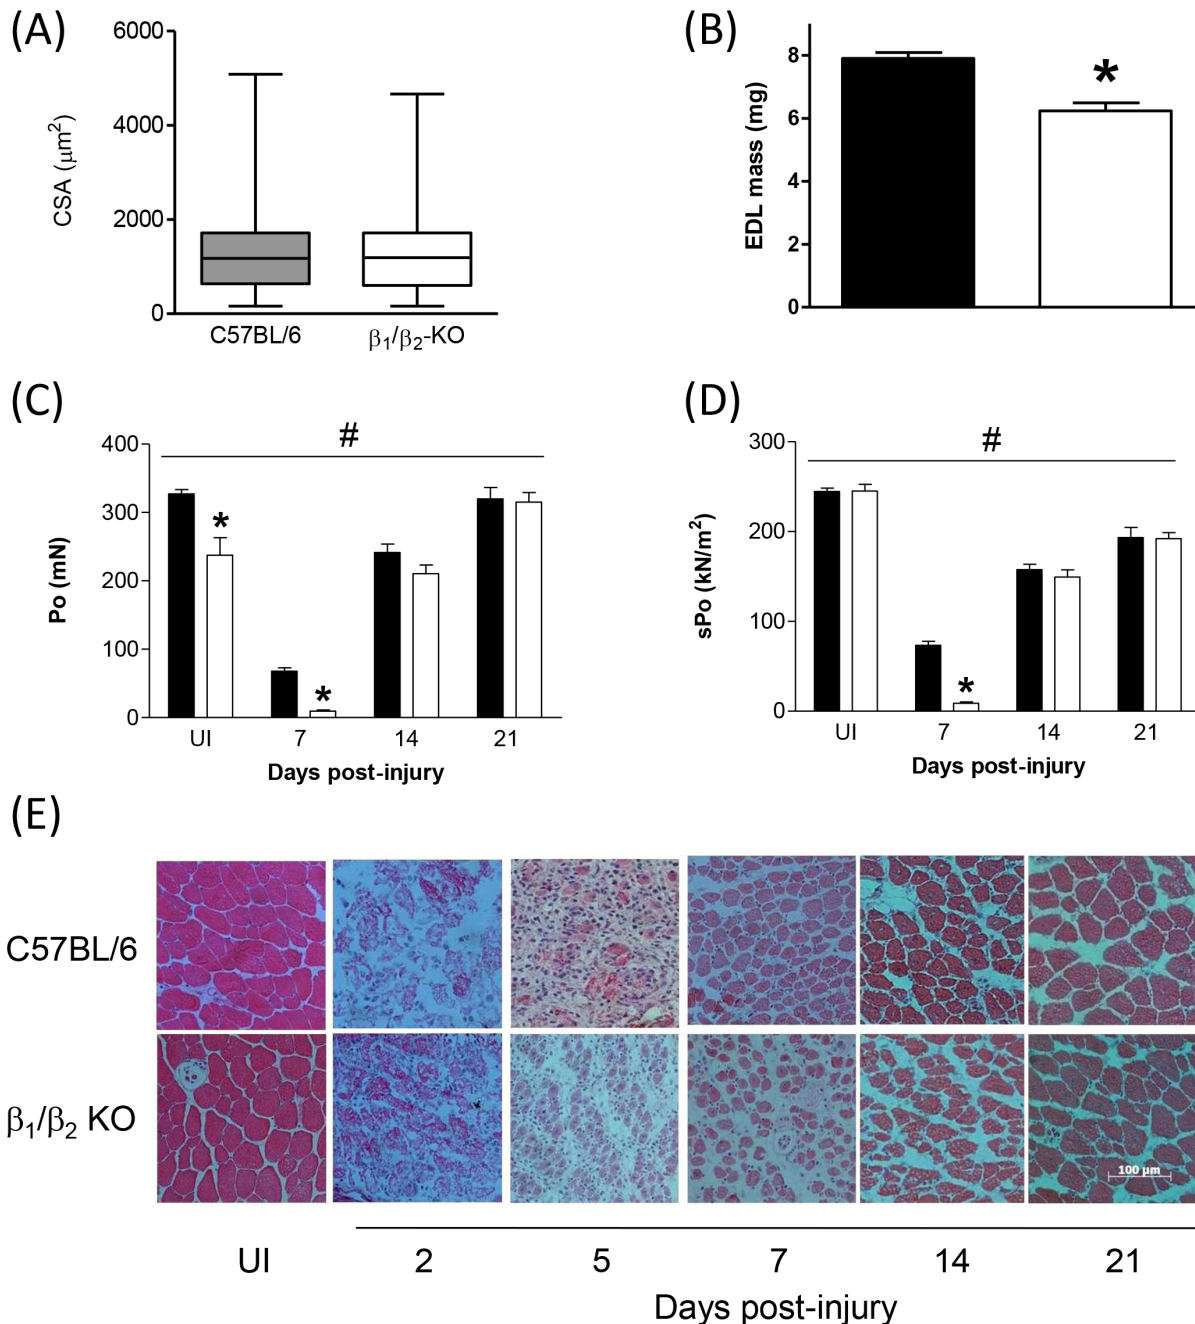 (A)
6000
4000
2000
0
CSA (μm²)
C57BL/6
β₁/β₂-KO
(B)
8
6
4
2
0
EDL mass (mg)
*
(C)
400
300
200
100
0
Po (mN)
#
*
*
UI 7 14 21
Days post-injury
(D)
300
200
100
0
sPo (kN/m²)
#
*
UI 7 14 21
Days post-injury
(E)
C57BL/6
β₁/β₂ KO
100 μm
UI 2 5 7 14 21
Days post-injury